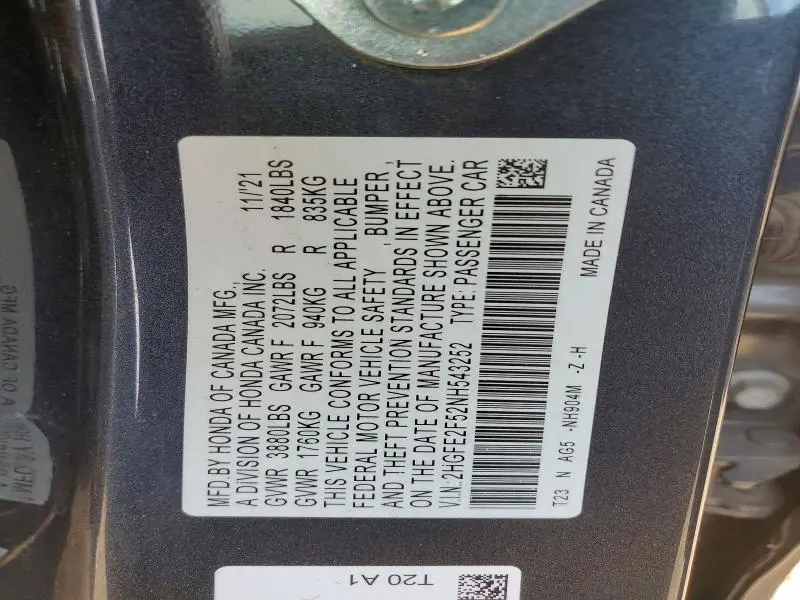 MFD.BY HONDA OF CANADA MFG., 11/21
A DIVISION OF HONDA CANADA INC.
GVWR 3880LBS GAWR F 2072LBS R 1840LBS
GVWR 1760KG GAWR F 940KG R 835KG
THIS VEHICLE CONFORMS TO ALL APPLICABLE
FEDERAL MOTOR VEHICLE SAFETY , BUMPER ,
AND THEFT PREVENTION STANDARDS IN EFFECT
ON THE DATE OF MANUFACTURE SHOWN ABOVE.
V.I.N.:2HGFE2F52NH543252 TYPE: PASSENGER CAR
T23 N AG5 -NH904M -Z -H
MADE IN CANADA
T20 A1